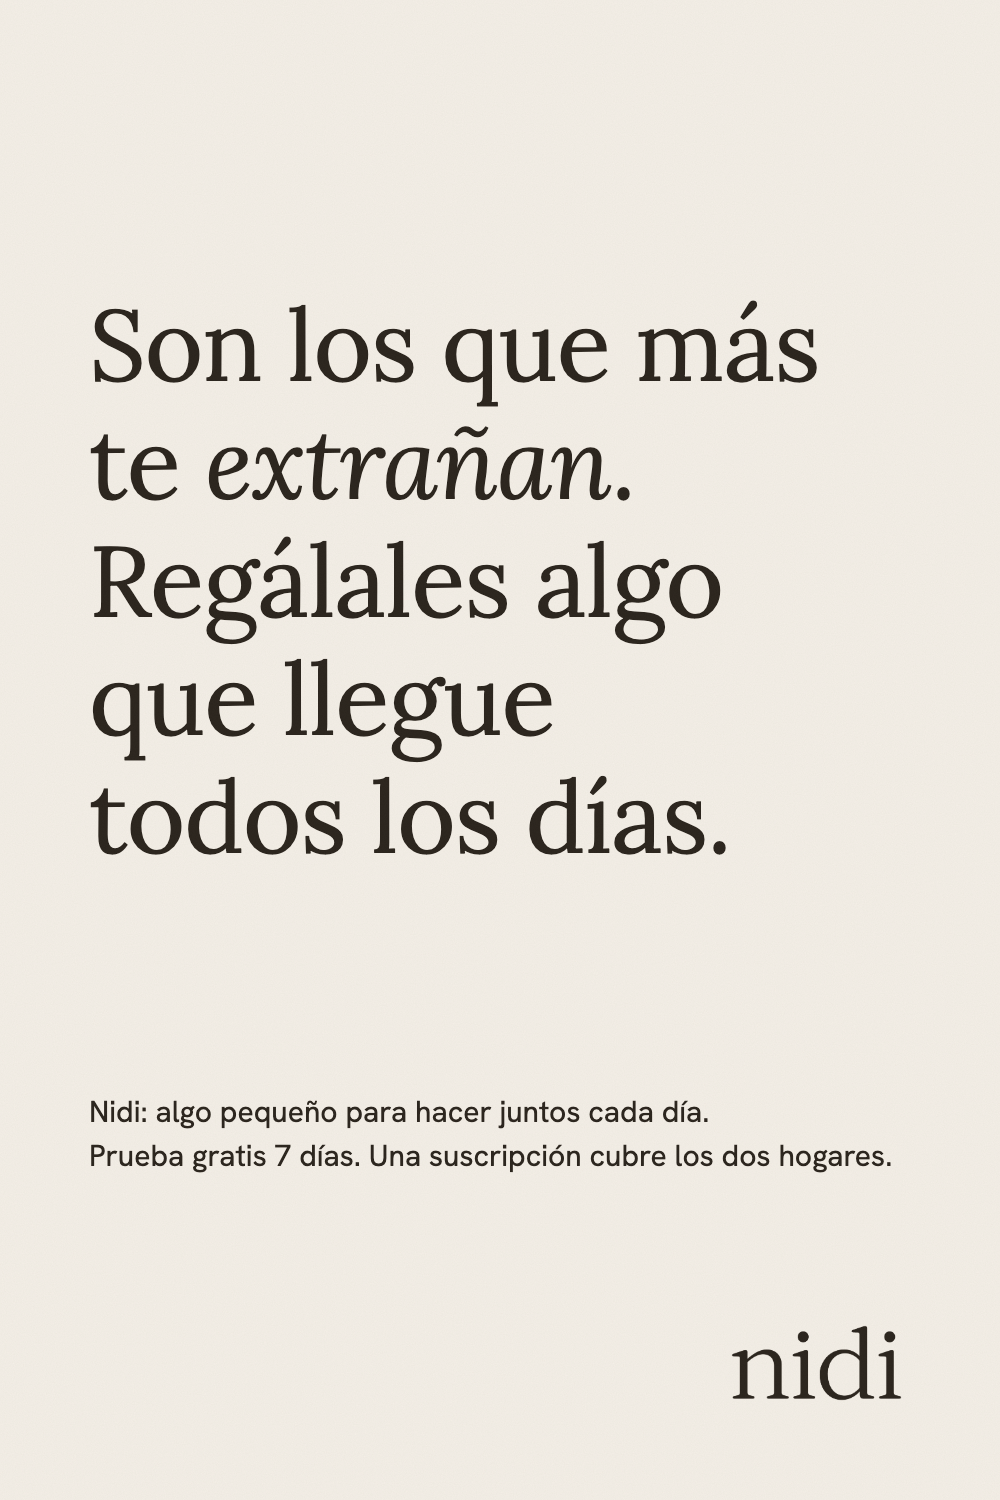 Son los que más
te extrañan.
Regálales algo
que llegue
todos los días.
Nidi: algo pequeño para hacer juntos cada día.
Prueba gratis 7 días. Una suscripción cubre los dos hogares.
nidi